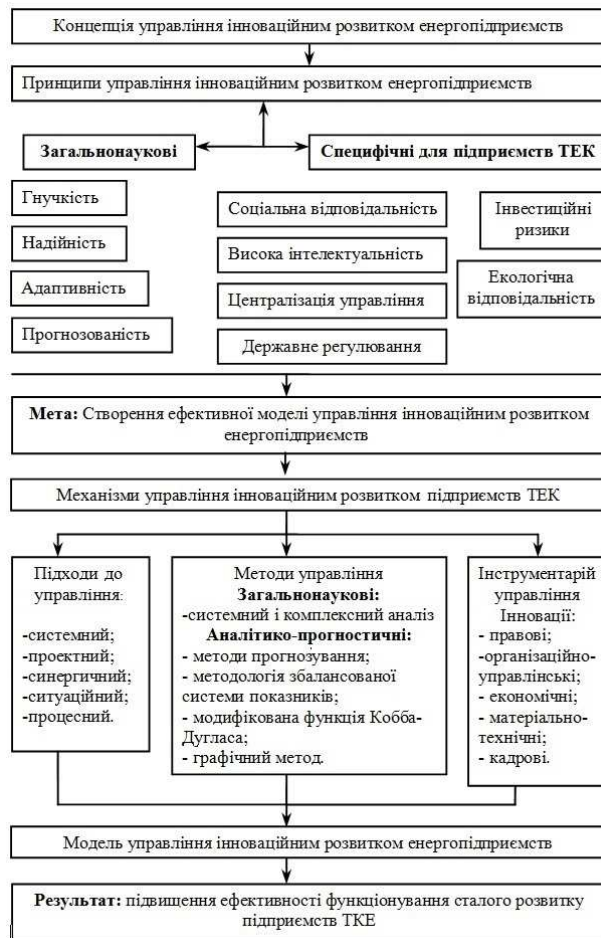 Концепція управління інноваційним розвитком енергопідприємств
Принципи управління інноваційним розвитком енергопідприємств
Загальнонаукові
Специфічні для підприємств ТЕК
Гнучкість
Надійність
Адаптивність
Прогнозованість
Соціальна відповідальність
Висока інтелектуальність
Централізація управління
Державне регулювання
Інвестиційні
ризики
Екологічна
відповідальність
Мета: Створення ефективної моделі управління інноваційним розвитком
енергопідприємств
Механізми управління інноваційним розвитком підприємств ТЕК
Підходи до
управління:
-системний;
-проектний;
-синергичний;
-ситуаційний;
-процесний.
Методи управління
Загальнонаукові:
-системний і комплексний аналіз
Аналітико-прогностичні:
- методи прогнозування;
- методологія збалансованої
системи показників;
- модифікована функція Кобба-
Дугласа;
- графічний метод.
Інструментарій
управління
Інновації:
- правові;
-організаційно-
управлінські;
- економічні;
- матеріально-
технічні;
- кадрові.
Модель управління інноваційним розвитком енергопідприємств
Результат: підвищення ефективності функціонування сталого розвитку
підприємств ТКЕ